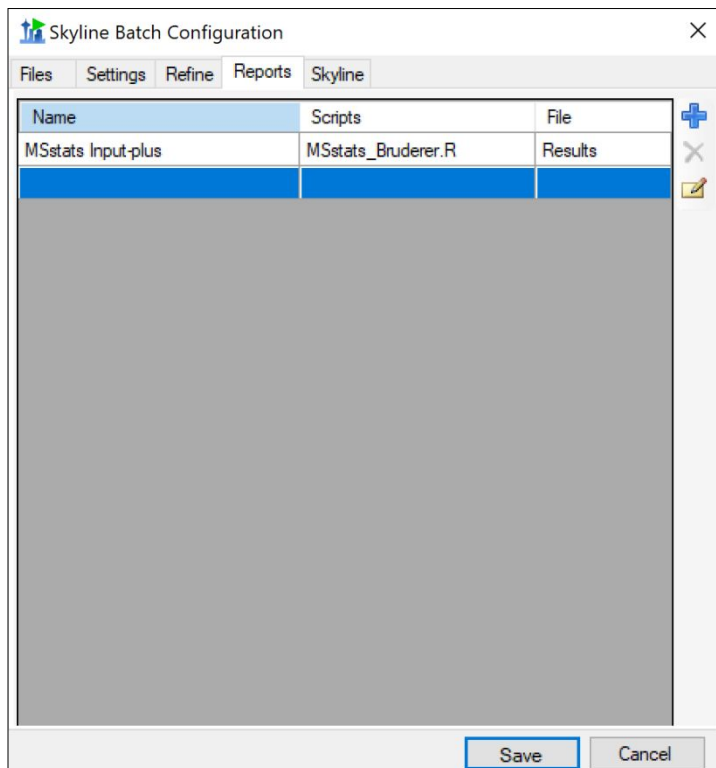 Skyline Batch Configuration
Files Settings Refine Reports Skyline
Name Scripts File
MSstats Input-plus MSstats_Bruderer.R Results
Save Cancel